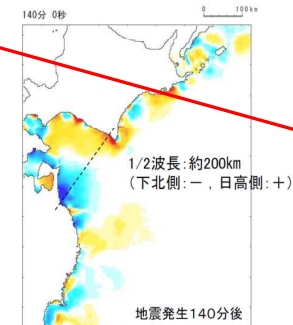 140分 0秒
0 100km
1/2波長：約200km
（下北側：－，日高側：＋）
地震発生140分後